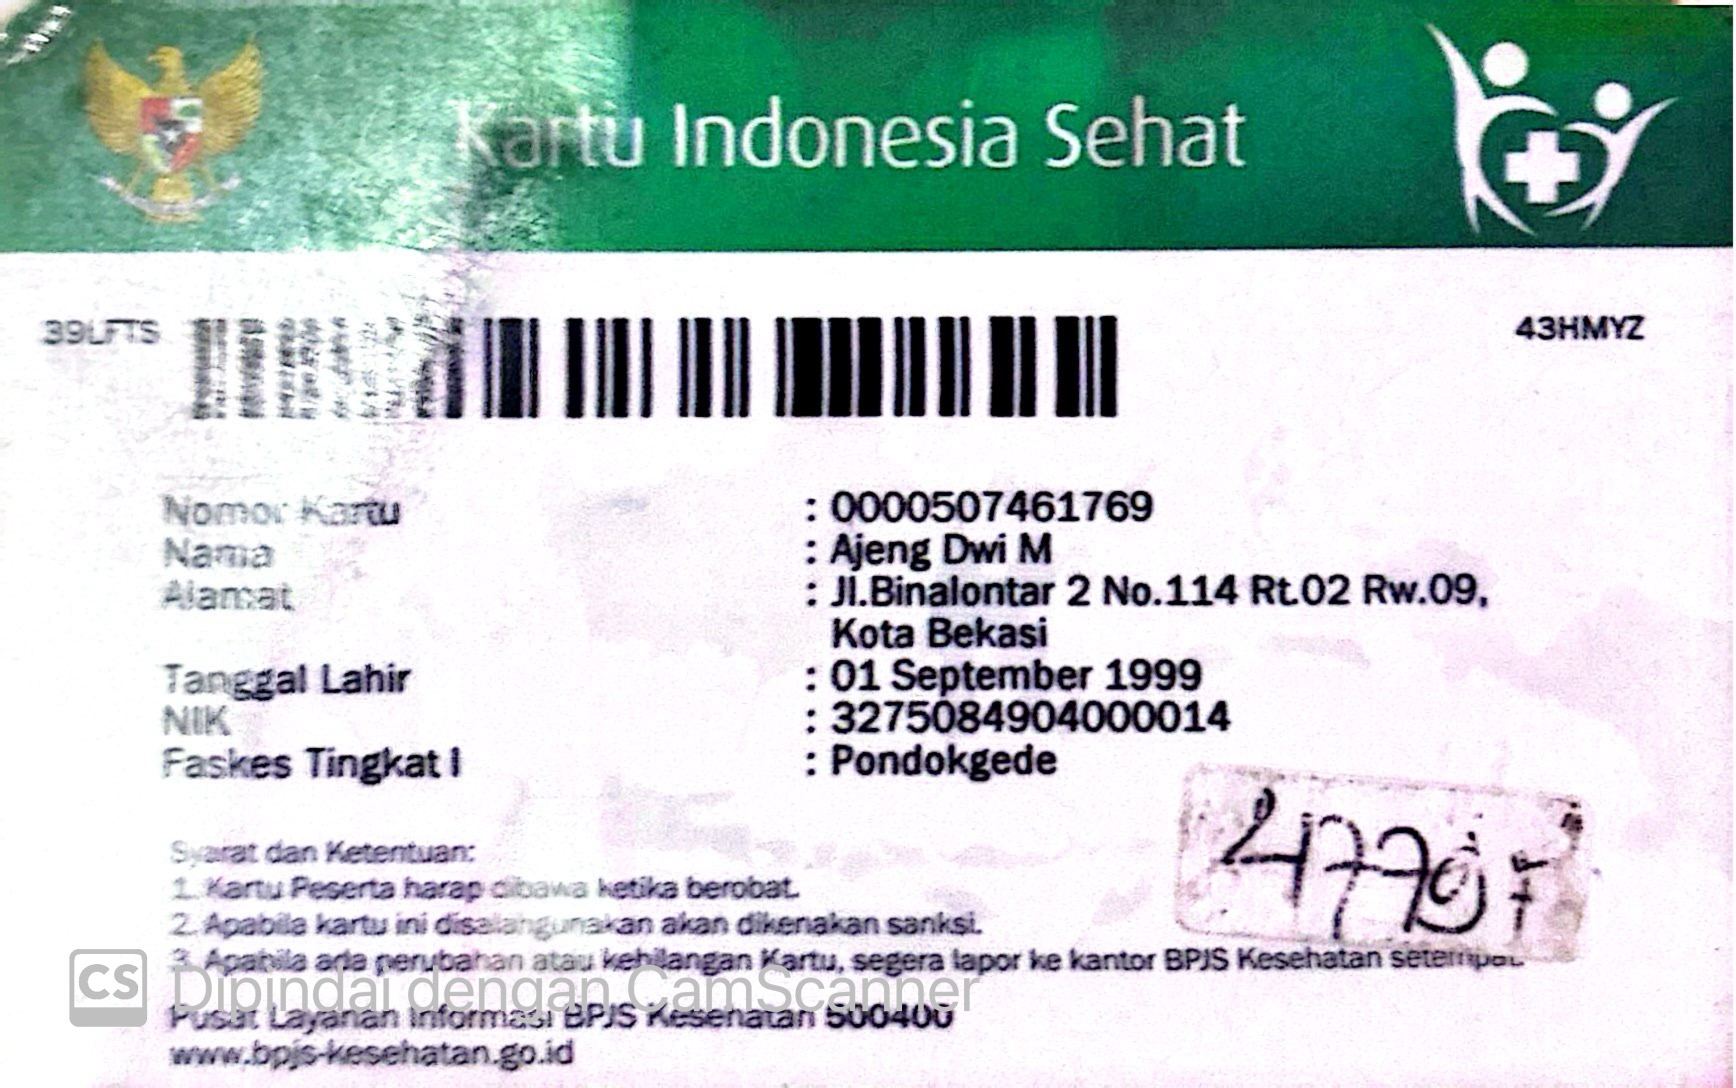 Kartu Indonesia Sehat
39LFTS 43HMYZ
Nomor Kartu : 0000507461769
Nama : Ajeng Dwi M
Alamat : Jl.Binalontar 2 No.114 Rt.02 Rw.09,
Kota Bekasi
Tanggal Lahir : 01 September 1999
NIK : 3275084904000014
Faskes Tingkat I : Pondokgede
Syarat dan Ketentuan:
1. Kartu Peserta harap dibawa ketika berobat.
2. Apabila kartu ini disalahgunakan akan dikenakan sanksi.
3. Apabila ada perubahan atau kehilangan Kartu, segera lapor ke kantor BPJS Kesehatan setempat.
CS Dipindai dengan CamScanner
Pusat Layanan Informasi BPJS Kesehatan 500400
www.bpjs-kesehatan.go.id